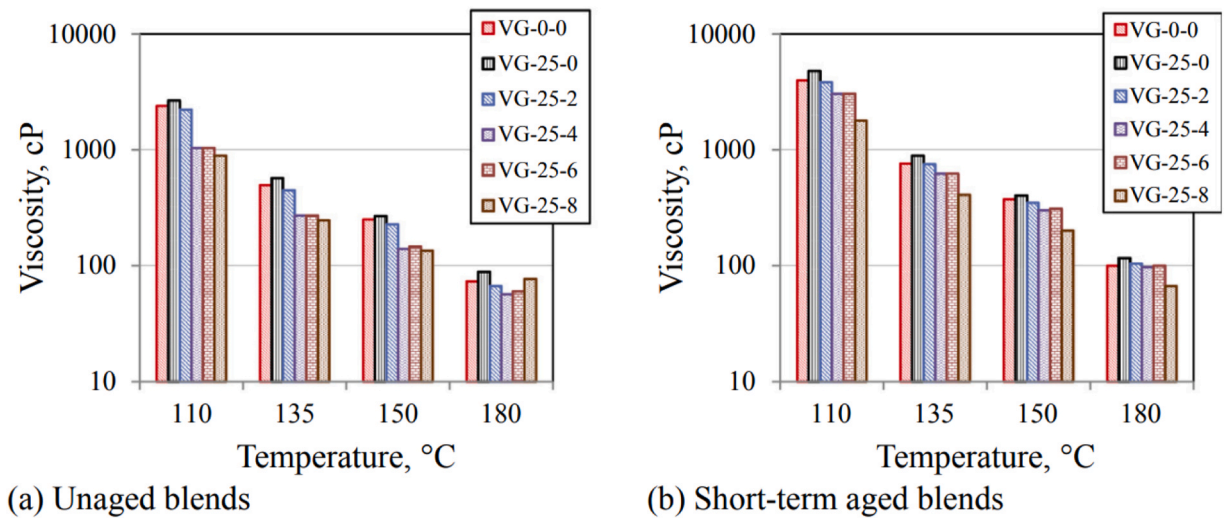 10000
1000
100
10
Viscosity, cP
VG-0-0
VG-25-0
VG-25-2
VG-25-4
VG-25-6
VG-25-8
110 135 150 180
Temperature, °C
(a) Unaged blends
10000
1000
100
10
Viscosity, cP
VG-0-0
VG-25-0
VG-25-2
VG-25-4
VG-25-6
VG-25-8
110 135 150 180
Temperature, °C
(b) Short-term aged blends